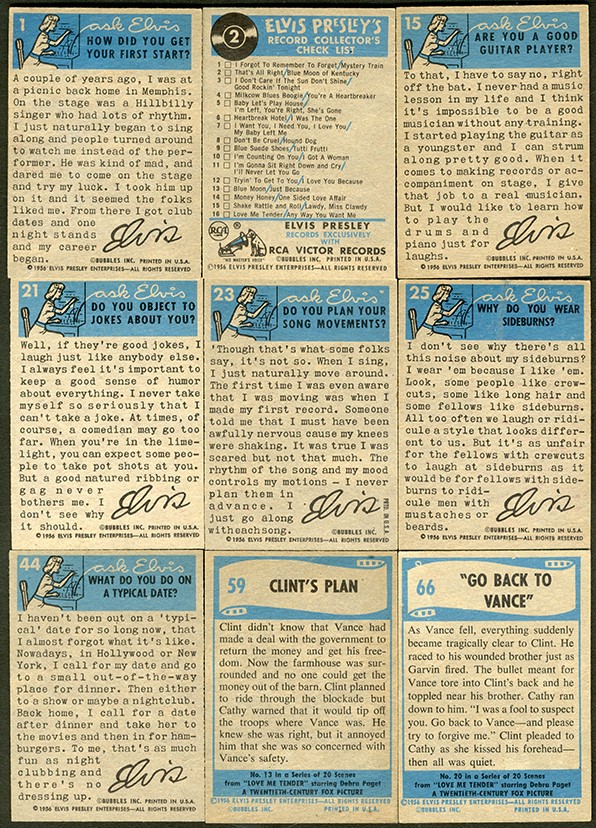 1
ask Elvis
HOW DID YOU GET
YOUR FIRST START?
A couple of years ago, I was at
a picnic back home in Memphis.
On the stage was a Hillbilly
singer who had lots of rhythm.
I just naturally began to sing
along and people turned around
to watch me instead of the per-
former. He was kind of mad, and
dared me to come on the stage
and try my luck. I took him up
on it and it seemed the folks
liked me. From there I got club
dates and one
night stands
and my career
began.
Elvis
©BUBBLES INC. PRINTED IN U.S.A.
©1956 ELVIS PRESLEY ENTERPRISES—ALL RIGHTS RESERVED
2
ELVIS PRESLEY'S
RECORD COLLECTOR'S
CHECK LIST
1 I Forgot To Remember To Forget/Mystery Train
2 That's All Right/Blue Moon of Kentucky
3 I Don't Care If The Sun Don't Shine/
Good Rockin' Tonight
4 Milkcow Blues Boogie/You're A Heartbreaker
5 Baby Let's Play House/
I'm Left, You're Right, She's Gone
6 Heartbreak Hotel/I Was The One
7 I Want You, I Need You, I Love You/
My Baby Left Me
8 Don't Be Cruel/Hound Dog
9 Blue Suede Shoes/Tutti Frutti
10 I'm Counting On You/I Got A Woman
11 I'm Gonna Sit Right Down and Cry/
I'll Never Let You Go
12 Tryin' To Get To You/I Love You Because
13 Blue Moon/Just Because
14 Money Honey/One Sided Love Affair
15 Shake Rattle and Roll/Lawdy, Miss Clawdy
16 Love Me Tender/Any Way You Want Me
ELVIS PRESLEY
RECORDS EXCLUSIVELY
WITH
RCA VICTOR RECORDS
RCA
"HIS MASTER'S VOICE"
©BUBBLES INC. PRINTED IN U.S.A.
©1956 ELVIS PRESLEY ENTERPRISES—ALL RIGHTS RESERVED
15
ask Elvis
ARE YOU A GOOD
GUITAR PLAYER?
To that, I have to say no, right
off the bat. I never had a music
lesson in my life and I think
it's impossible to be a good
musician without any training.
I started playing the guitar as
a youngster and I can strum
along pretty good. When it
comes to making records or ac-
companiment on stage, I give
that job to a real musician.
But I would like to learn how
to play the
drums and
piano just for
laughs.
Elvis
©BUBBLES INC. PRINTED IN U.S.A.
©1956 ELVIS PRESLEY ENTERPRISES—ALL RIGHTS RESERVED
21
ask Elvis
DO YOU OBJECT TO
JOKES ABOUT YOU?
Well, if they're good jokes, I
laugh just like anybody else.
I always feel it's important to
keep a good sense of humor
about everything. I never take
myself so seriously that I
can't take a joke. At times, of
course, a comedian may go too
far. When you're in the lime-
light, you can expect some peo-
ple to take pot shots at you.
But a good natured ribbing or
gag never
bothers me. I
don't see why
it should.
Elvis
©BUBBLES INC. PRINTED IN U.S.A.
©1956 ELVIS PRESLEY ENTERPRISES—ALL RIGHTS RESERVED
23
ask Elvis
DO YOU PLAN YOUR
SONG MOVEMENTS?
'Though that's what some folks
say, it's not so. When I sing,
I just naturally move around.
The first time I was even aware
that I was moving was when I
made my first record. Someone
told me that I must have been
awfully nervous cause my knees
were shaking. It was true I was
scared but not that much. The
rhythm of the song and my mood
controls my motions — I never
plan them in
advance. I
just go along
witheachsong.
Elvis
PRTD. IN U.S.A.
©BUBBLES INC.
©1956 ELVIS PRESLEY ENTERPRISES—ALL RIGHTS RESERVED
25
ask Elvis
WHY DO YOU WEAR
SIDEBURNS?
I don't see why there's all
this noise about my sideburns?
I wear 'em because I like 'em.
Look, some people like crew-
cuts, some like long hair and
some fellows like sideburns.
All too often we laugh or ridi-
cule a style that looks differ-
ent to us. But it's as unfair
for the fellows with crewcuts
to laugh at sideburns as it
would be for fellows with side-
burns to ridi-
cule men with
mustaches or
beards.
Elvis
©BUBBLES INC. PRINTED IN U.S.A.
©1956 ELVIS PRESLEY ENTERPRISES—ALL RIGHTS RESERVED
44
ask Elvis
WHAT DO YOU DO ON
A TYPICAL DATE?
I haven't been out on a 'typi-
cal' date for so long now, that
I almost forgot what it's like.
Nowadays, in Hollywood or New
York, I call for my date and go
to a small out-of-the-way
place for dinner. Then either
to a show or maybe a nightclub.
Back home, I call for a date
after dinner and take her to
the movies and then in for ham-
burgers. To me, that's as much
fun as night
clubbing and
there's no
dressing up.
Elvis
©BUBBLES INC. PRINTED IN U.S.A.
©1956 ELVIS PRESLEY ENTERPRISES—ALL RIGHTS RESERVED
59
CLINT'S PLAN
Clint didn't know that Vance had
made a deal with the government
to return the money and get his free-
dom. Now the farmhouse was sur-
rounded and no one could get the
money out of the barn. Clint planned
to ride through the blockade but
Cathy warned that it would tip off
the troops where Vance was. He
knew she was right, but it annoyed
him that she was so concerned with
Vance's safety.
No. 13 in a Series of 20 Scenes
from "LOVE ME TENDER" starring Debra Paget
A TWENTIETH-CENTURY FOX PICTURE
©1956 ELVIS PRESLEY ENTERPRISES—ALL RIGHTS RESERVED
©BUBBLES INC. PRINTED IN U.S.A.
66
"GO BACK TO
VANCE"
As Vance fell, everything suddenly
became tragically clear to Clint. He
raced to his wounded brother just as
Garvin fired. The bullet meant for
Vance tore into Clint's back and he
toppled near his brother. Cathy ran
down to him. "I was a fool to suspect
you. Go back to Vance—and please
try to forgive me." Clint pleaded to
Cathy as she kissed his forehead—
then all was quiet.
No. 20 in a Series of 20 Scenes
from "LOVE ME TENDER" starring Debra Paget
A TWENTIETH-CENTURY FOX PICTURE
©1956 ELVIS PRESLEY ENTERPRISES—ALL RIGHTS RESERVED
©BUBBLES INC. PRINTED IN U.S.A.